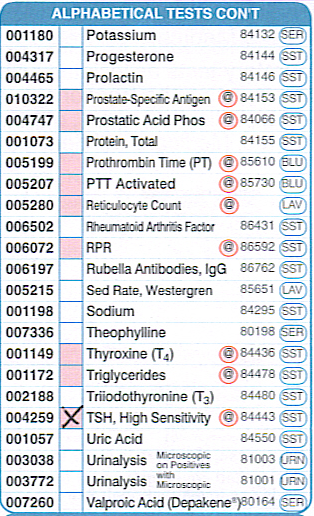 ALPHABETICAL TESTS CON'T
001180 Potassium 84132 SER
004317 Progesterone 84144 SST
004465 Prolactin 84146 SST
010322 Prostate-Specific Antigen @ 84153 SST
004747 Prostatic Acid Phos @ 84066 SST
001073 Protein, Total 84155 SST
005199 Prothrombin Time (PT) @ 85610 BLU
005207 PTT Activated @ 85730 BLU
005280 Reticulocyte Count @ LAV
006502 Rheumatoid Arthritis Factor 86431 SST
006072 RPR @ 86592 SST
006197 Rubella Antibodies, IgG 86762 SST
005215 Sed Rate, Westergren 85651 LAV
001198 Sodium 84295 SST
007336 Theophylline 80198 SER
001149 Thyroxine (T4) @ 84436 SST
001172 Triglycerides @ 84478 SST
002188 Triiodothyronine (T3) 84480 SST
004259 X TSH, High Sensitivity @ 84443 SST
001057 Uric Acid 84550 SST
003038 Urinalysis Microscopic on Positives 81003 URN
003772 Urinalysis with Microscopic 81001 URN
007260 Valproic Acid (Depakene®) 80164 SER